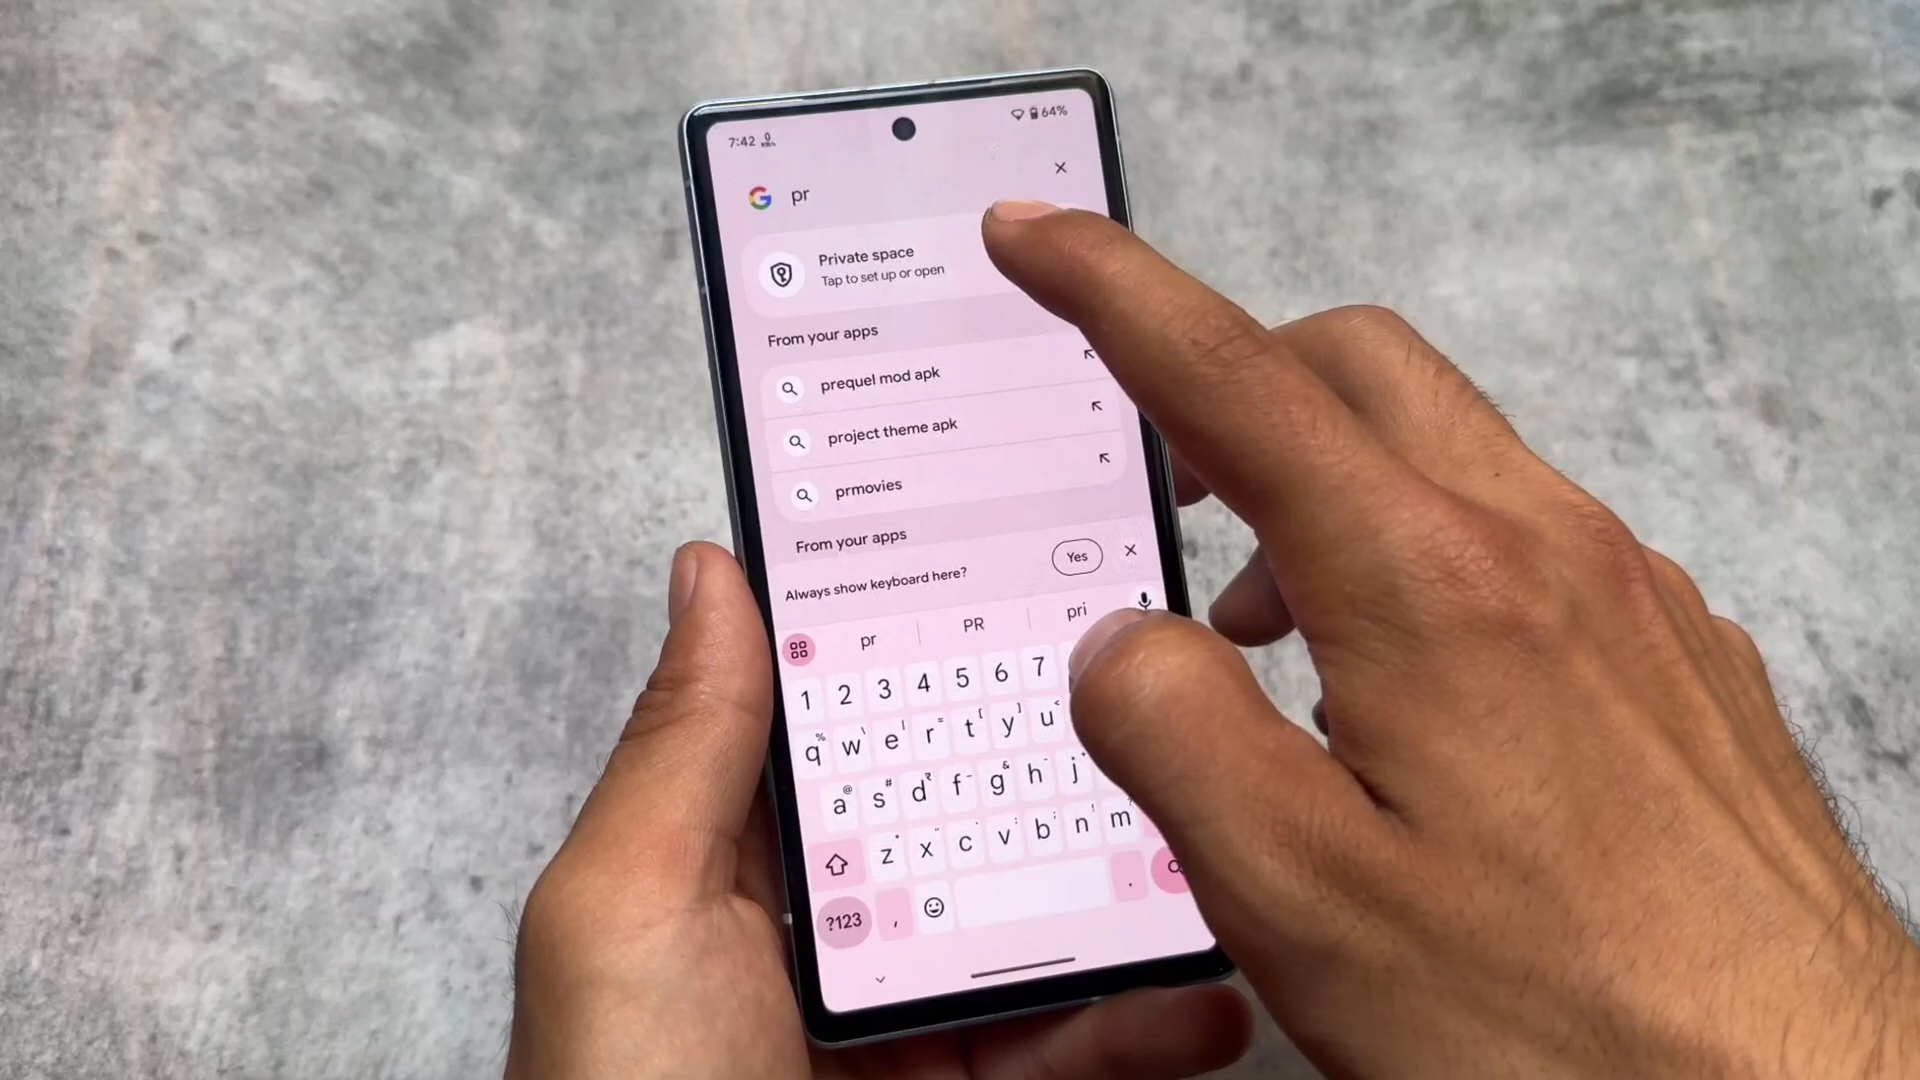 7:42 0 64%
pr
Private space
Tap to set up or open
From your apps
prequel mod apk
project theme apk
prmovies
From your apps
Always show keyboard here? Yes
pr PR pri
1 2 3 4 5 6 7
q w e r t y u
a s d f g h j
z x c v b n m
?123 , .